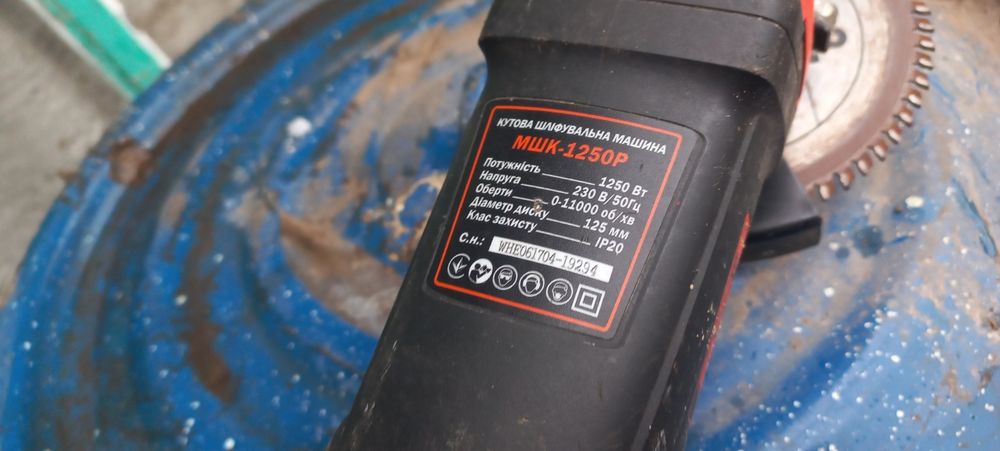 КУТОВА ШЛІФУВАЛЬНА МАШИНА
МШК-1250Р
Потужність 1250 Вт
Напруга 230 В/50Гц
Оберти 0-11000 об/хв
Діаметр диску 125 мм
Клас захисту IP20
С.н.: WHE061704-19294